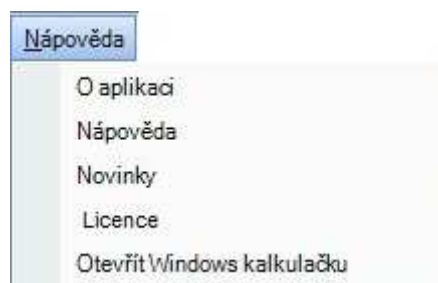 Nápověda
O aplikaci
Nápověda
Novinky
Licence
Otevřít Windows kalkulačku